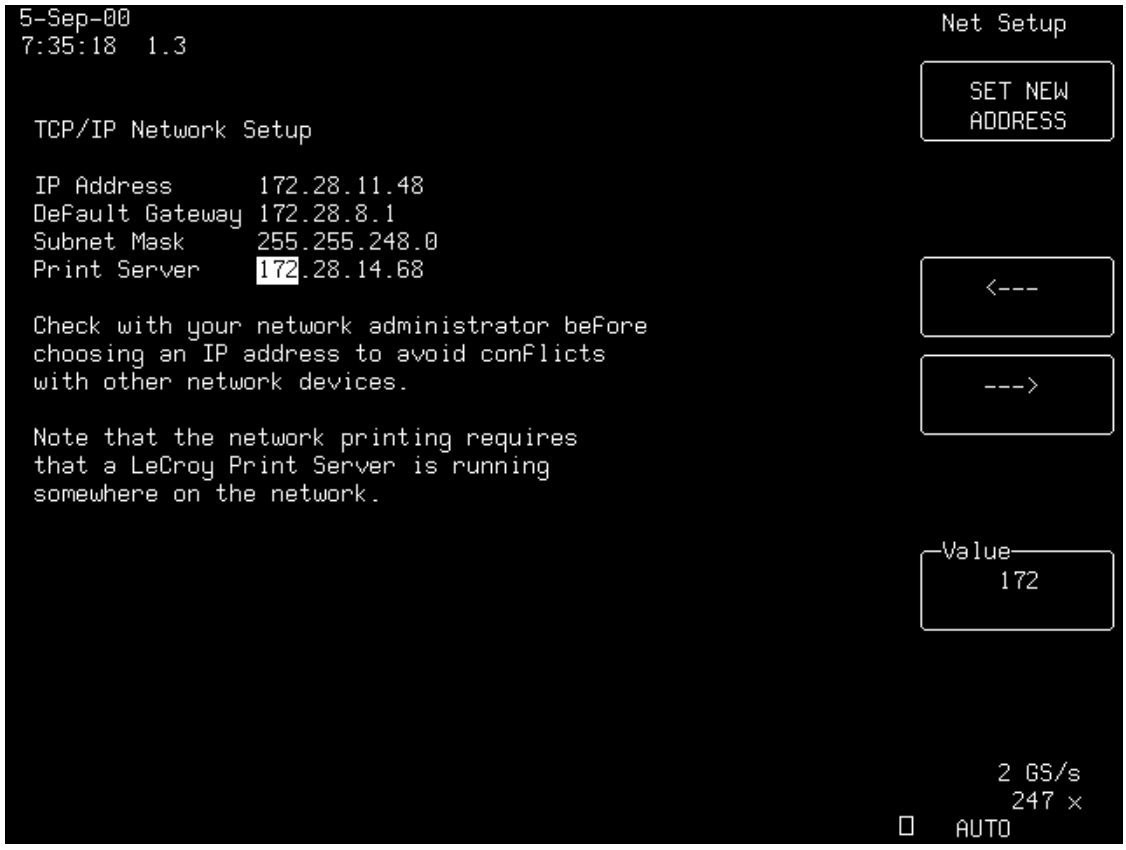 5-Sep-00
7:35:18 1.3
Net Setup
SET NEW
ADDRESS
TCP/IP Network Setup
IP Address 172.28.11.48
Default Gateway 172.28.8.1
Subnet Mask 255.255.248.0
Print Server 172.28.14.68
<---
--->
Check with your network administrator before
choosing an IP address to avoid conflicts
with other network devices.
Note that the network printing requires
that a LeCroy Print Server is running
somewhere on the network.
Value
172
2 GS/s
247 ×
AUTO